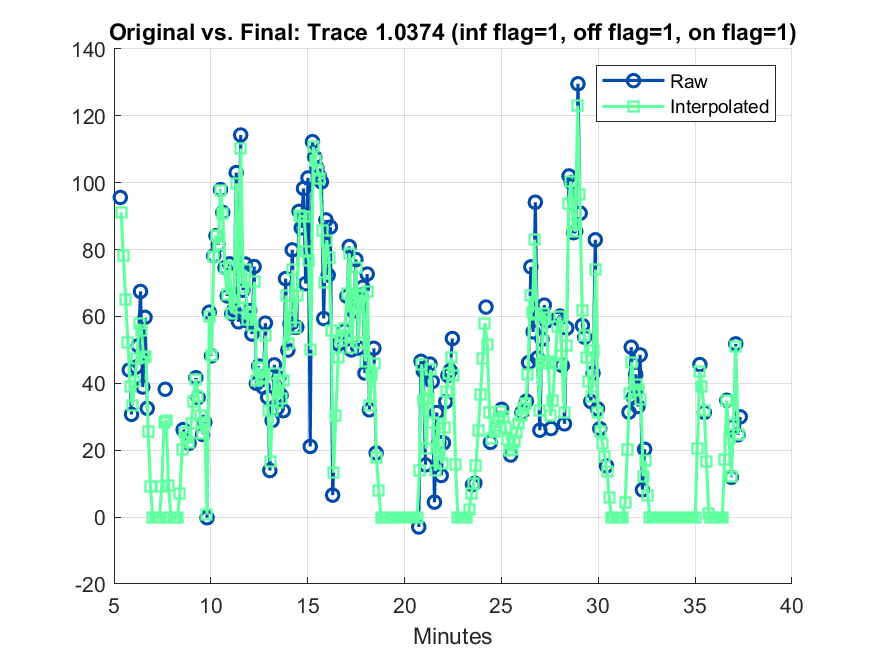 Original vs. Final: Trace 1.0374 (inf flag=1, off flag=1, on flag=1)
140
120
100
80
60
40
20
0
-20
Raw
Interpolated
5 10 15 20 25 30 35 40
Minutes